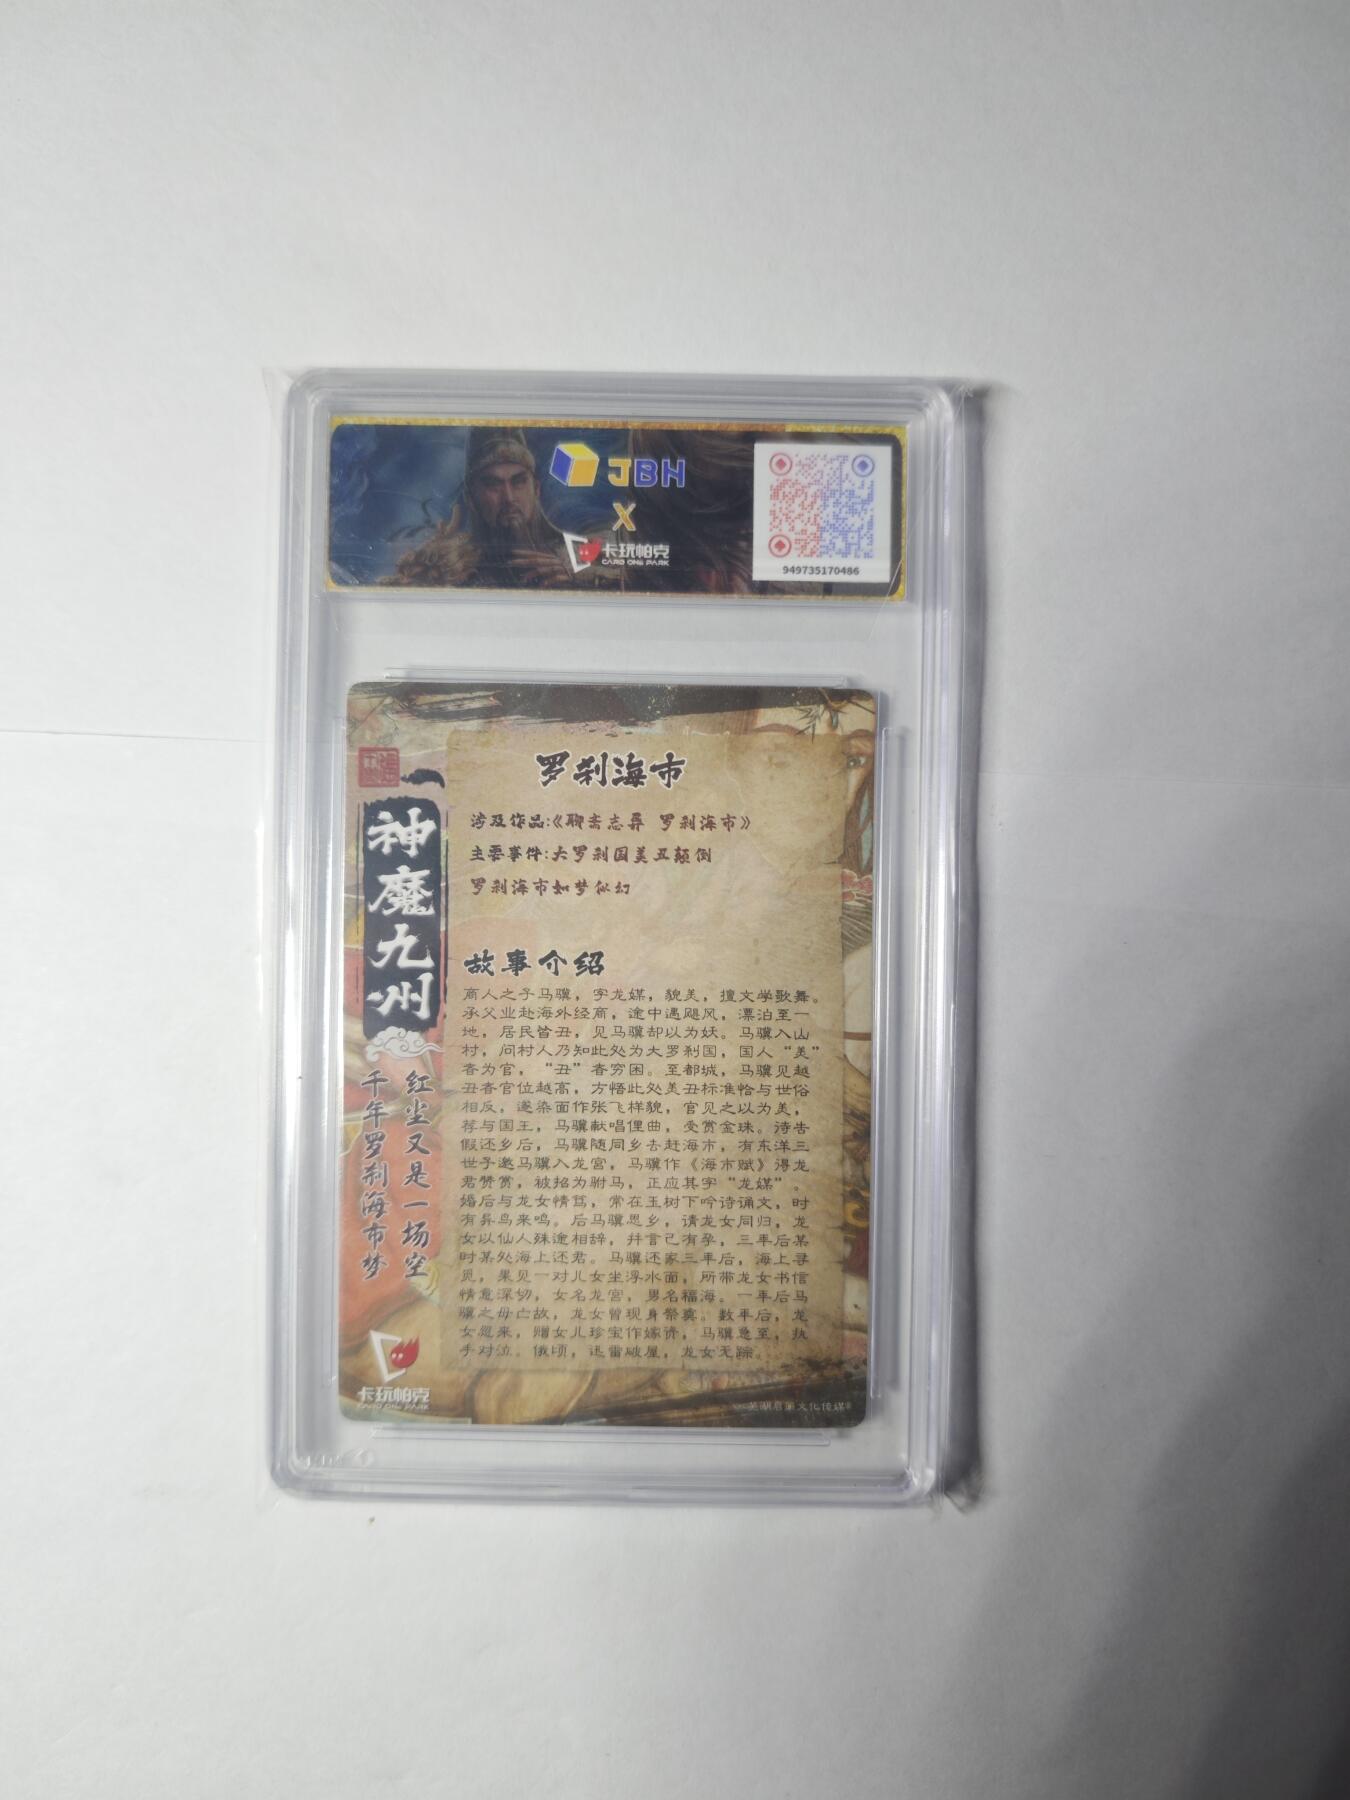 JBH
X
卡玩帕克
CARD ONE PARK
949735170486
罗刹海市
涉及作品:《聊斋志异 罗刹海市》
主要事件:大罗刹国美丑颠倒
罗刹海市如梦似幻
故事介绍
商人之子马骥，字龙媒，貌美，擅文学歌舞。
承父业赴海外经商，途中遇飓风，漂泊至一
地，居民皆丑，见马骥却以为妖。马骥入山
村，问村人乃知此处为大罗刹国，国人“美”
者为官，“丑”者穷困。至都城，马骥见越
丑者官位越高，方悟此处美丑标准恰与世俗
相反，遂染面作张飞样貌，官见之以为美，
荐与国王，马骥献唱俚曲，受赏金珠。待告
假还乡后，马骥随同乡去赶海市，有东洋三
世子邀马骥入龙宫，马骥作《海市赋》得龙
君赞赏，被招为驸马，正应其字“龙媒”。
婚后与龙女情笃，常在玉树下吟诗诵文，时
有异鸟来鸣。后马骥思乡，请龙女同归，龙
女以仙人殊途相辞，并言已有孕，三年后某
时某处海上还君。马骥还家三年后，海上寻
觅，果见一对儿女坐浮水面，所带龙女书信
情意深切，女名龙宫，男名福海。一年后马
骥之母亡故，龙女曾现身祭奠。数年后，龙
女忽来，赠女儿珍宝作嫁资，马骥急至，执
手对泣。俄顷，迅雷破屋，龙女无踪。
神魔九州
红尘又是一场空
千年罗刹海市梦
卡玩帕克
CARD ONE PARK